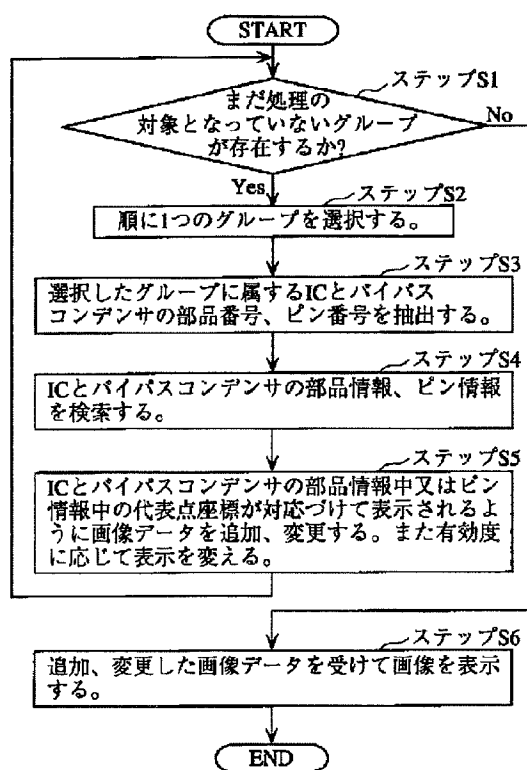 START
ステップS1
まだ処理の
対象となっていないグループ
が存在するか?
No
Yes
ステップS2
順に1つのグループを選択する。
ステップS3
選択したグループに属するICとバイパス
コンデンサの部品番号、ピン番号を抽出する。
ステップS4
ICとバイパスコンデンサの部品情報、ピン情報
を検索する。
ステップS5
ICとバイパスコンデンサの部品情報中又はピン
情報中の代表点座標が対応づけて表示されるよ
うに画像データを追加、変更する。また有効度
に応じて表示を変える。
ステップS6
追加、変更した画像データを受けて画像を表示
する。
END